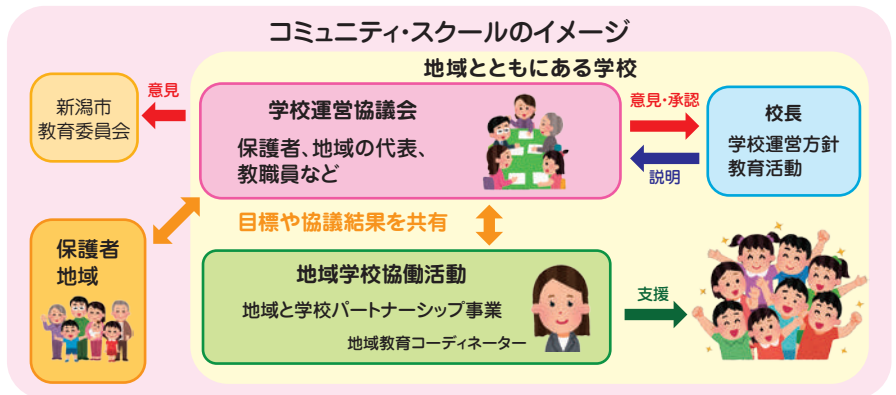 コミュニティ・スクールのイメージ
地域とともにある学校
新潟市
教育委員会
意見
学校運営協議会
保護者、地域の代表、
教職員など
意見・承認
説明
校長
学校運営方針
教育活動
目標や協議結果を共有
保護者
地域
地域学校協働活動
地域と学校パートナーシップ事業
地域教育コーディネーター
支援